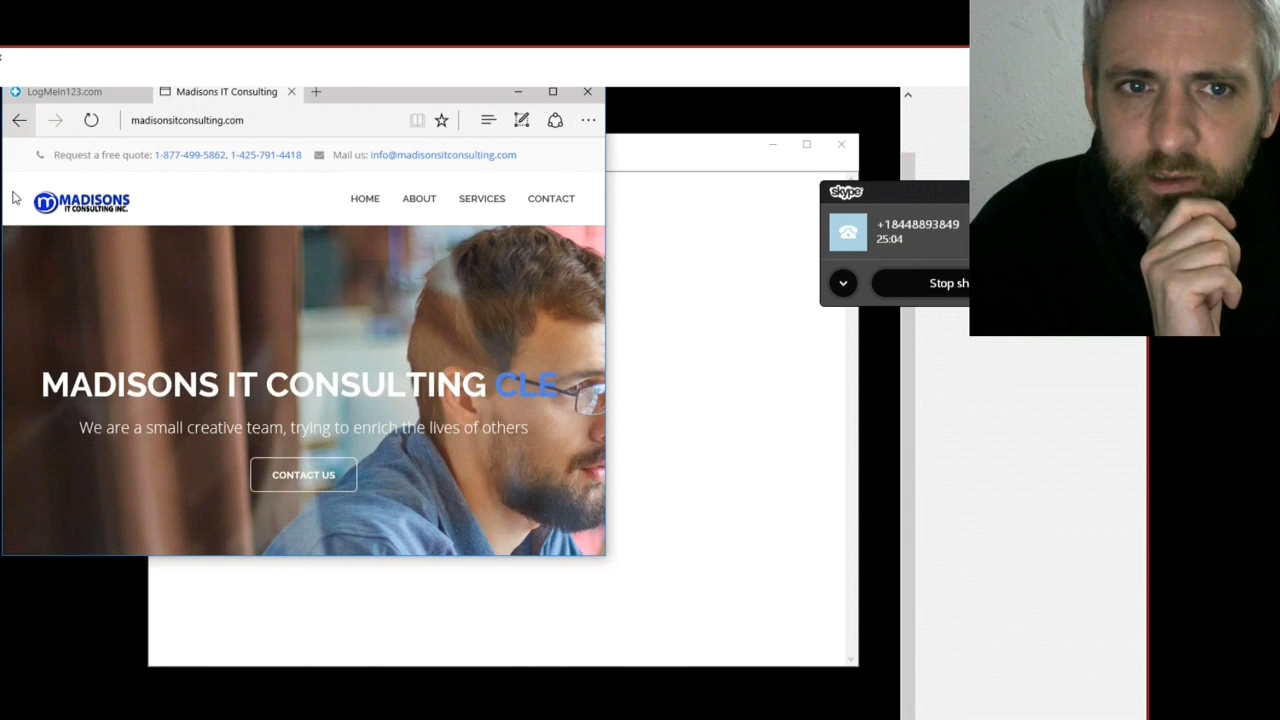 LogMeIn123.com
Madisons IT Consulting
madisonsitconsulting.com
Request a free quote: 1-877-499-5862, 1-425-791-4418
Mail us: info@madisonsitconsulting.com
MADISONS
IT CONSULTING INC.
HOME
ABOUT
SERVICES
CONTACT
MADISONS IT CONSULTING CLE
We are a small creative team, trying to enrich the lives of others
CONTACT US
skype
+18448893849
25:04
Stop sh